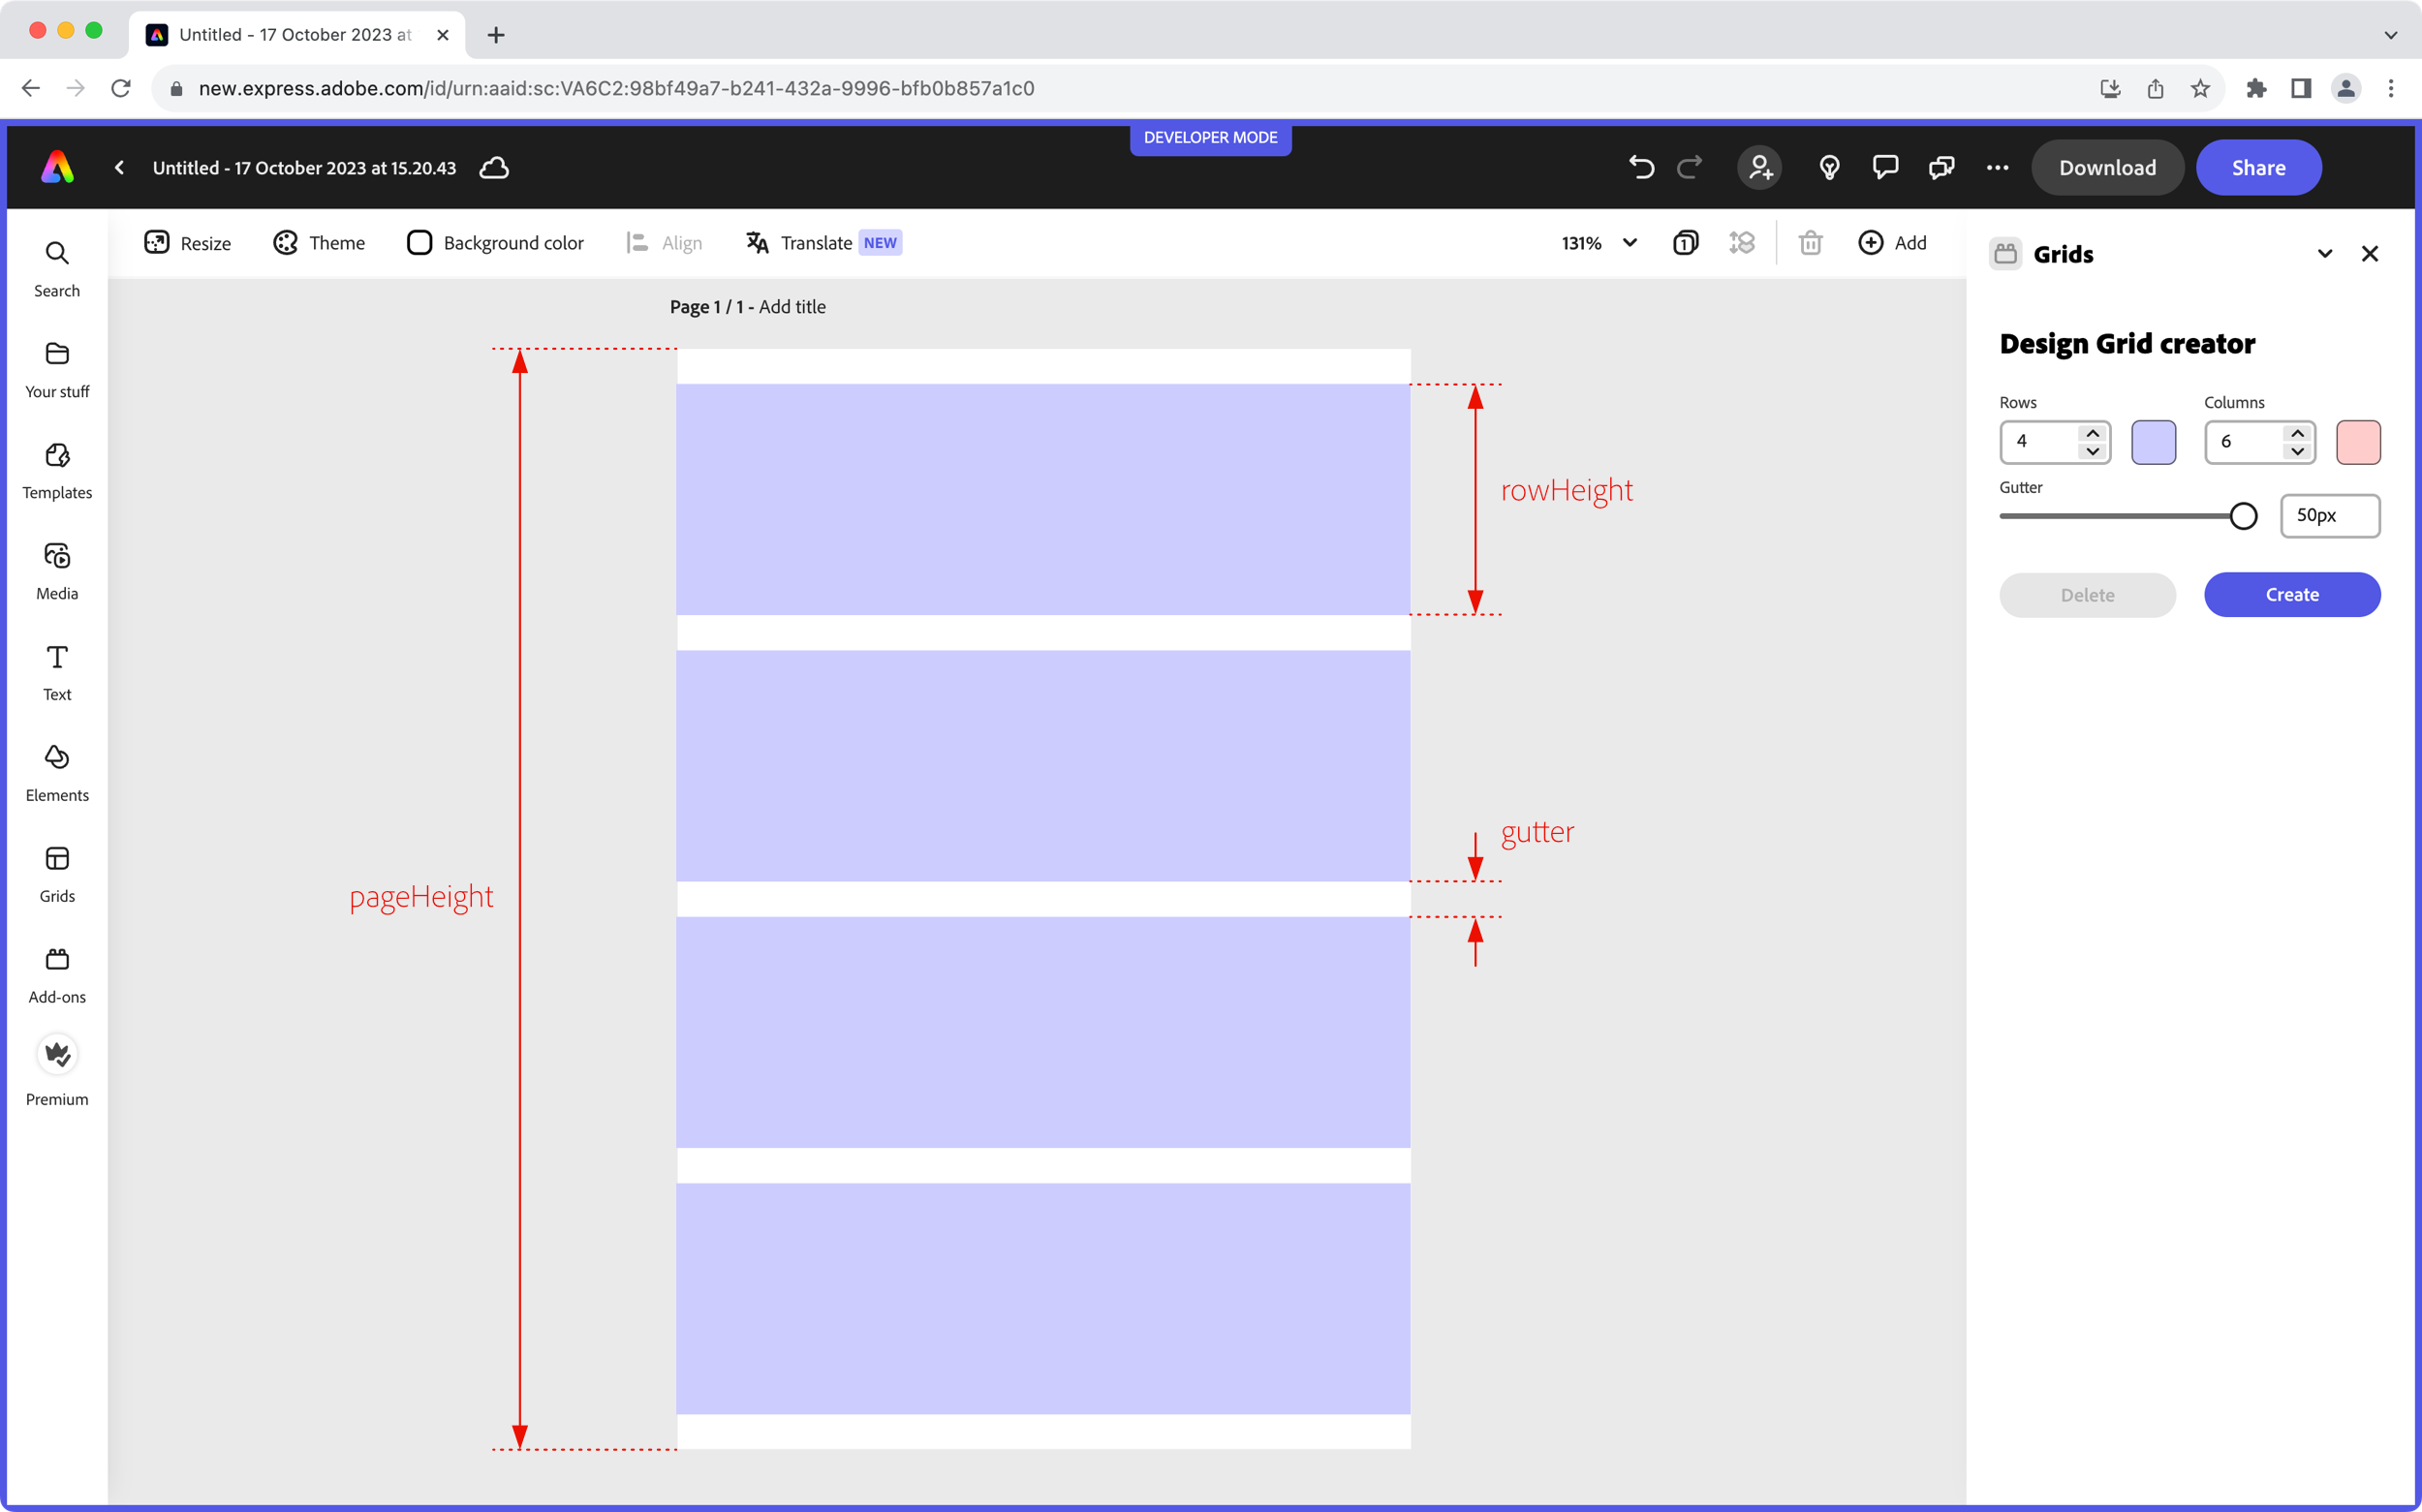 Untitled - 17 October 2023 at
new.express.adobe.com/id/urn:aaid:sc:VA6C2:98bf49a7-b241-432a-9996-bfb0b857a1c0
DEVELOPER MODE
Untitled - 17 October 2023 at 15.20.43
Download
Share
Resize
Theme
Background color
Align
Translate NEW
131%
1
Add
Search
Your stuff
Templates
Media
Text
Elements
Grids
Add-ons
Premium
Page 1 / 1 - Add title
pageHeight
rowHeight
gutter
Grids
Design Grid creator
Rows
Columns
4
6
Gutter
50px
Delete
Create